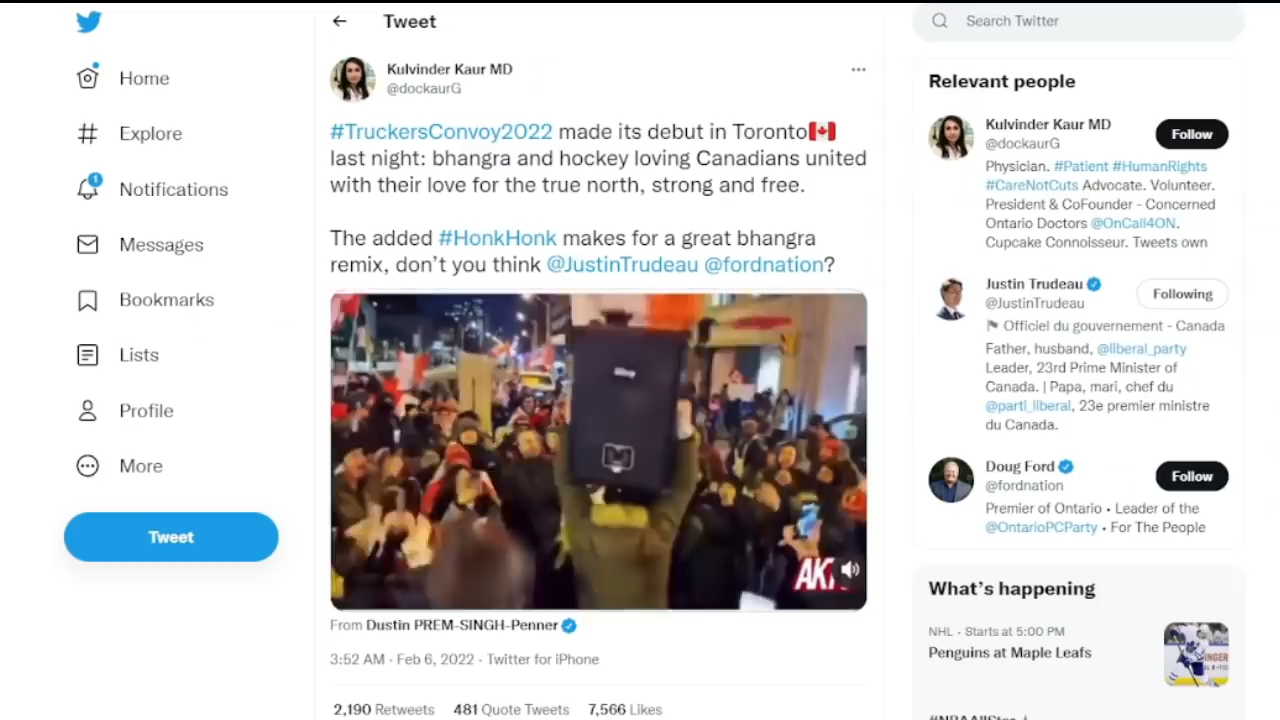 Tweet
Search Twitter
Home
Explore
Notifications
1
Messages
Bookmarks
Lists
Profile
More
Tweet
Kulvinder Kaur MD
@dockaurG
#TruckersConvoy2022 made its debut in Toronto
last night: bhangra and hockey loving Canadians united
with their love for the true north, strong and free.
The added #HonkHonk makes for a great bhangra
remix, don't you think @JustinTrudeau @fordnation?
From Dustin PREM-SINGH-Penner
3:52 AM · Feb 6, 2022 · Twitter for iPhone
2,190 Retweets 481 Quote Tweets 7,566 Likes
Relevant people
Kulvinder Kaur MD
@dockaurG
Follow
Physician. #Patient #HumanRights
#CareNotCuts Advocate. Volunteer.
President & CoFounder - Concerned
Ontario Doctors @OnCall4ON.
Cupcake Connoisseur. Tweets own
Justin Trudeau
@JustinTrudeau
Following
Officiel du gouvernement - Canada
Father, husband, @liberal_party
Leader, 23rd Prime Minister of
Canada. | Papa, mari, chef du
@parti_liberal, 23e premier ministre
du Canada.
Doug Ford
@fordnation
Follow
Premier of Ontario • Leader of the
@OntarioPCParty • For The People
What's happening
NHL · Starts at 5:00 PM
Penguins at Maple Leafs